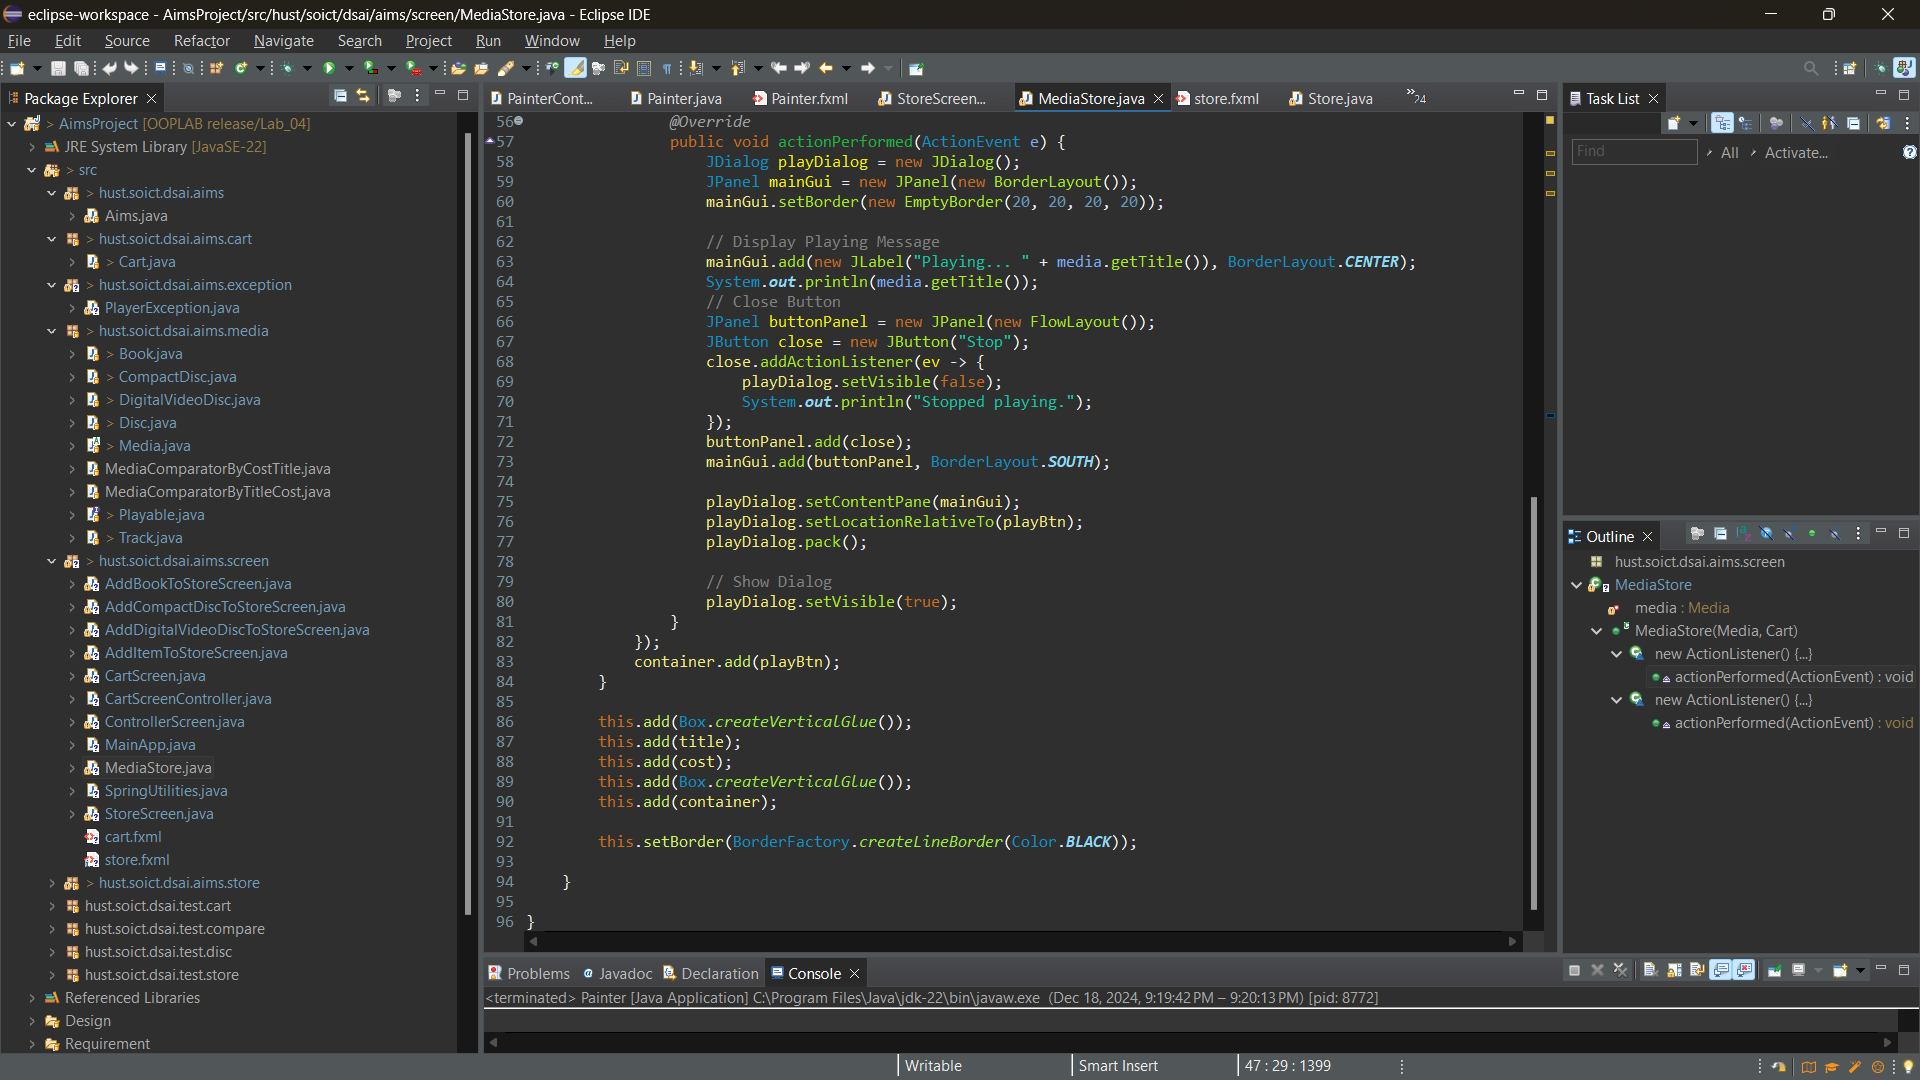 eclipse-workspace - AimsProject/src/hust/soict/dsai/aims/screen/MediaStore.java - Eclipse IDE
File Edit Source Refactor Navigate Search Project Run Window Help
Package Explorer
> AimsProject [OOPLAB release/Lab_04]
JRE System Library [JavaSE-22]
> src
> hust.soict.dsai.aims
Aims.java
> hust.soict.dsai.aims.cart
> Cart.java
> hust.soict.dsai.aims.exception
PlayerException.java
> hust.soict.dsai.aims.media
> Book.java
> CompactDisc.java
> DigitalVideoDisc.java
> Disc.java
> Media.java
MediaComparatorByCostTitle.java
MediaComparatorByTitleCost.java
> Playable.java
> Track.java
> hust.soict.dsai.aims.screen
AddBookToStoreScreen.java
AddCompactDiscToStoreScreen.java
AddDigitalVideoDiscToStoreScreen.java
AddItemToStoreScreen.java
CartScreen.java
CartScreenController.java
ControllerScreen.java
MainApp.java
MediaStore.java
SpringUtilities.java
StoreScreen.java
cart.fxml
store.fxml
> hust.soict.dsai.aims.store
hust.soict.dsai.test.cart
hust.soict.dsai.test.compare
hust.soict.dsai.test.disc
hust.soict.dsai.test.store
Referenced Libraries
Design
Requirement
PainterCont... Painter.java Painter.fxml StoreScreen... MediaStore.java store.fxml Store.java »24
56 @Override
57 public void actionPerformed(ActionEvent e) {
58 JDialog playDialog = new JDialog();
59 JPanel mainGui = new JPanel(new BorderLayout());
60 mainGui.setBorder(new EmptyBorder(20, 20, 20, 20));
61
62 // Display Playing Message
63 mainGui.add(new JLabel("Playing... " + media.getTitle()), BorderLayout.CENTER);
64 System.out.println(media.getTitle());
65 // Close Button
66 JPanel buttonPanel = new JPanel(new FlowLayout());
67 JButton close = new JButton("Stop");
68 close.addActionListener(ev -> {
69 playDialog.setVisible(false);
70 System.out.println("Stopped playing.");
71 });
72 buttonPanel.add(close);
73 mainGui.add(buttonPanel, BorderLayout.SOUTH);
74
75 playDialog.setContentPane(mainGui);
76 playDialog.setLocationRelativeTo(playBtn);
77 playDialog.pack();
78
79 // Show Dialog
80 playDialog.setVisible(true);
81 }
82 });
83 container.add(playBtn);
84 }
85
86 this.add(Box.createVerticalGlue());
87 this.add(title);
88 this.add(cost);
89 this.add(Box.createVerticalGlue());
90 this.add(container);
91
92 this.setBorder(BorderFactory.createLineBorder(Color.BLACK));
93
94 }
95
96 }
Task List
Find All Activate...
Outline
hust.soict.dsai.aims.screen
MediaStore
media : Media
MediaStore(Media, Cart)
new ActionListener() {...}
actionPerformed(ActionEvent) : void
new ActionListener() {...}
actionPerformed(ActionEvent) : void
Problems Javadoc Declaration Console
<terminated> Painter [Java Application] C:\Program Files\Java\jdk-22\bin\javaw.exe (Dec 18, 2024, 9:19:42 PM – 9:20:13 PM) [pid: 8772]
Writable Smart Insert 47 : 29 : 1399